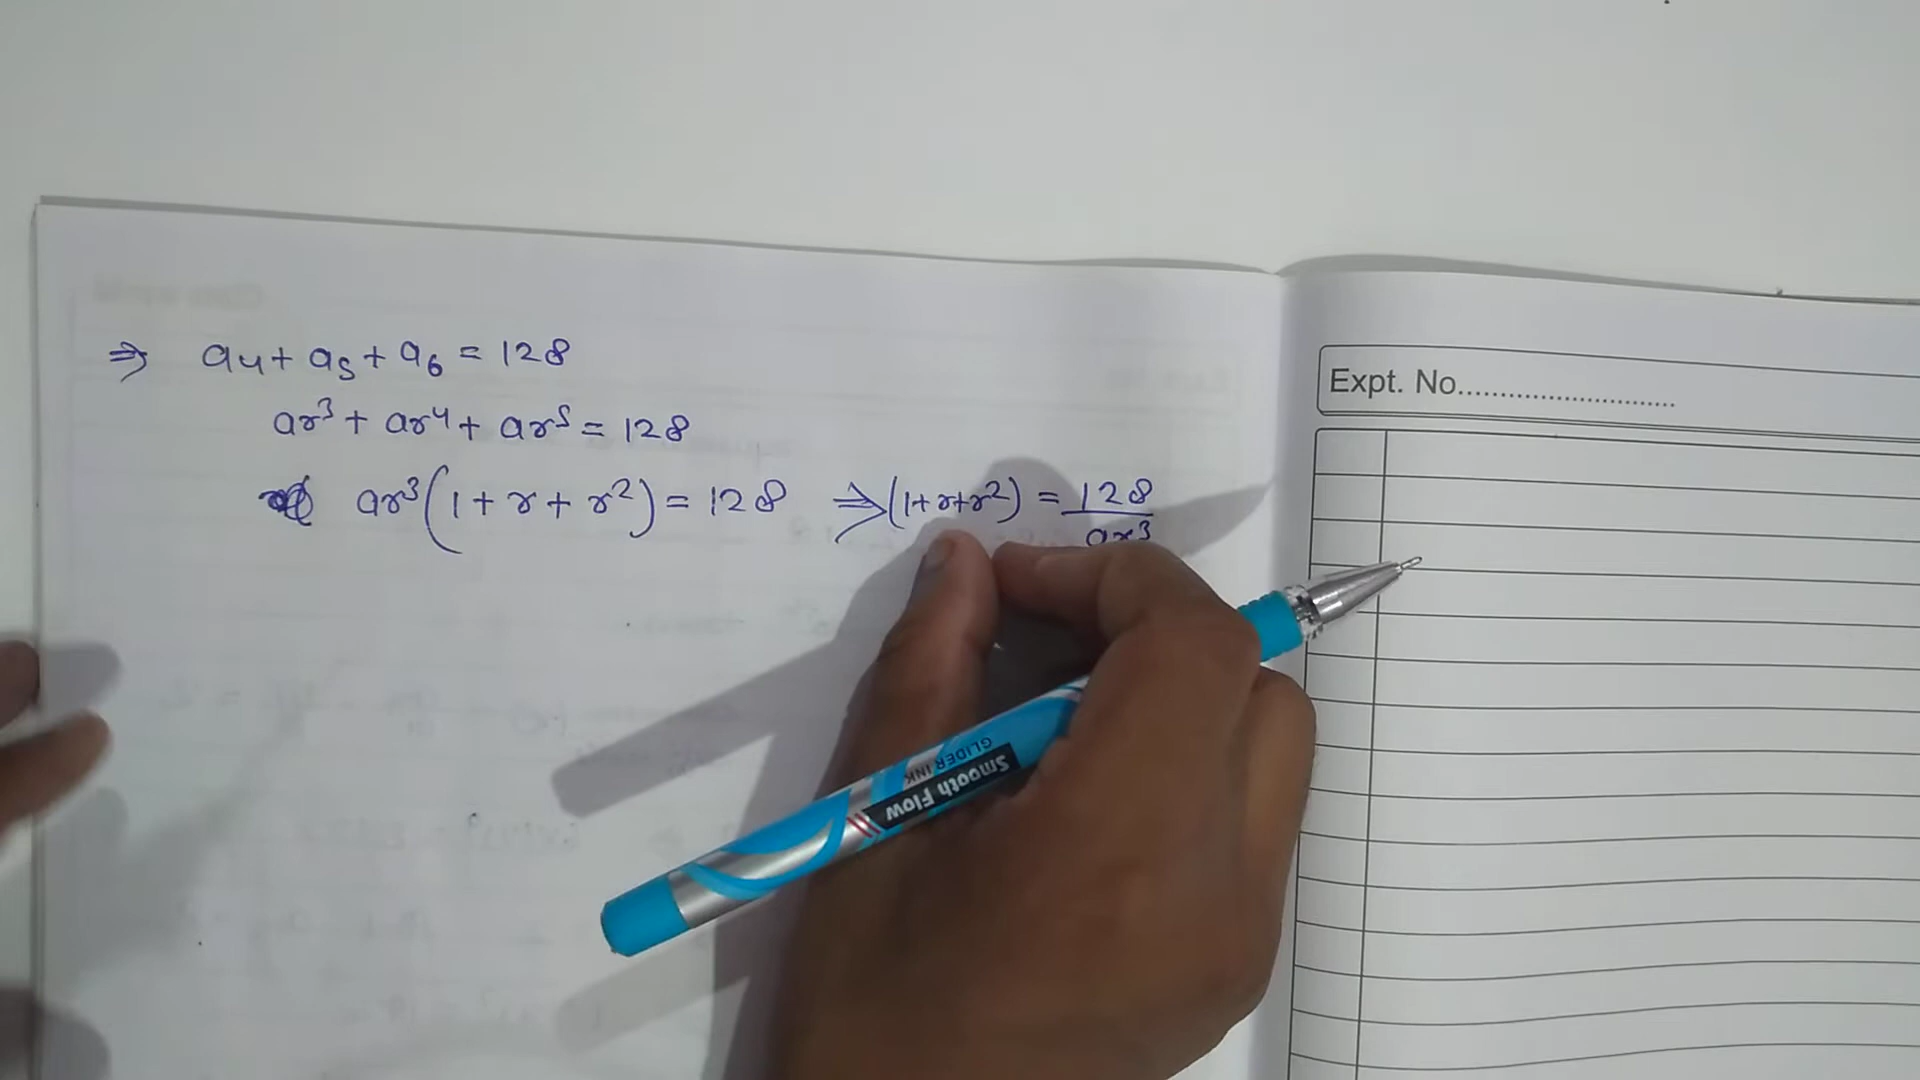 ⇒ a₄ + a₅ + a₆ = 128
ar³ + ar⁴ + ar⁵ = 128
ar³(1 + r + r²) = 128 ⇒ (1+r+r²) = 128/ar³
Expt. No..............................
Smooth Flow
GLIDER INK